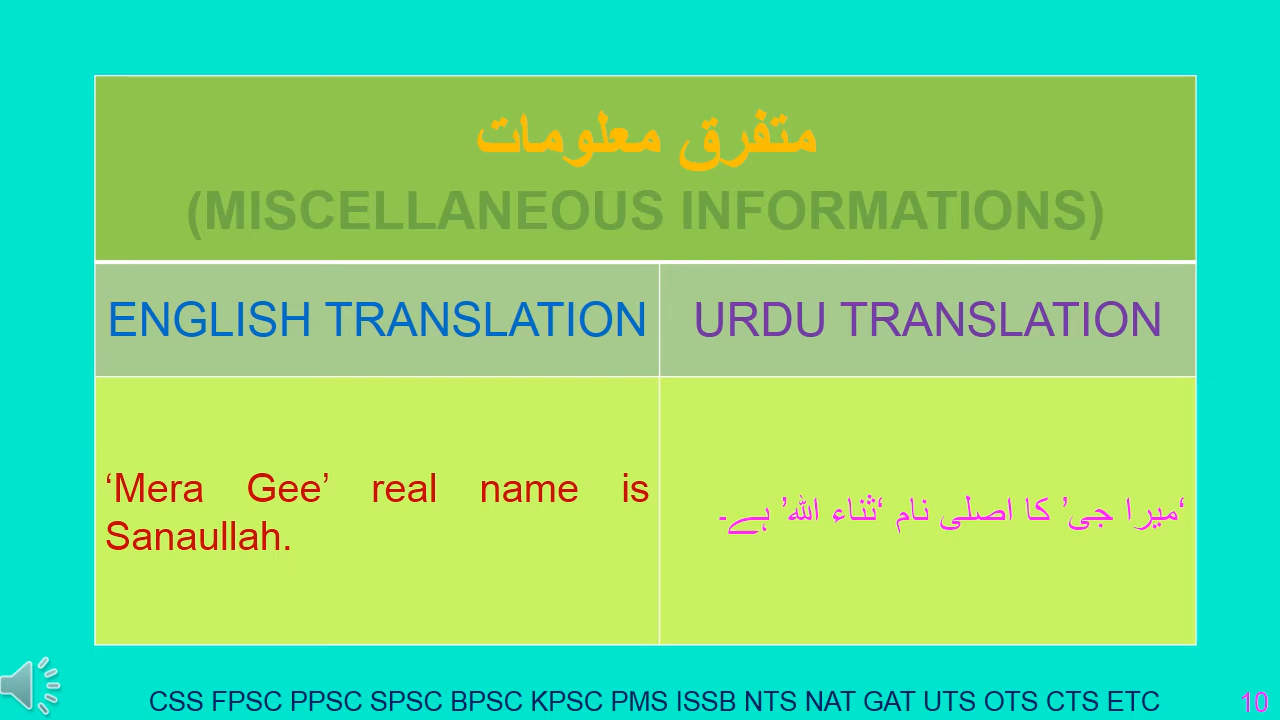 متفرق معلومات
(MISCELLANEOUS INFORMATIONS)
ENGLISH TRANSLATION
URDU TRANSLATION
‘Mera Gee’ real name is
Sanaullah.
‘میرا جی’ کا اصلی نام ‘ثناء اللہ’ ہے۔
CSS FPSC PPSC SPSC BPSC KPSC PMS ISSB NTS NAT GAT UTS OTS CTS ETC
10